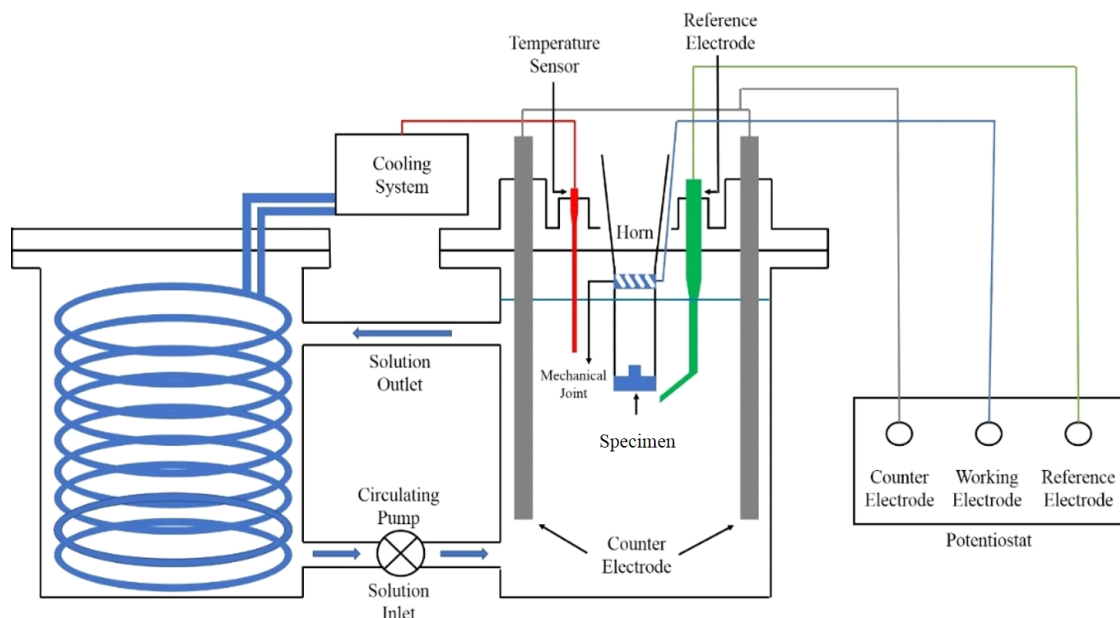 Reference
Electrode
Temperature
Sensor
Cooling
System
Horn
Solution
Outlet
Mechanical
Joint
Specimen
Circulating
Pump
Solution
Inlet
Counter
Electrode
Counter
Electrode
Working
Electrode
Reference
Electrode
Potentiostat